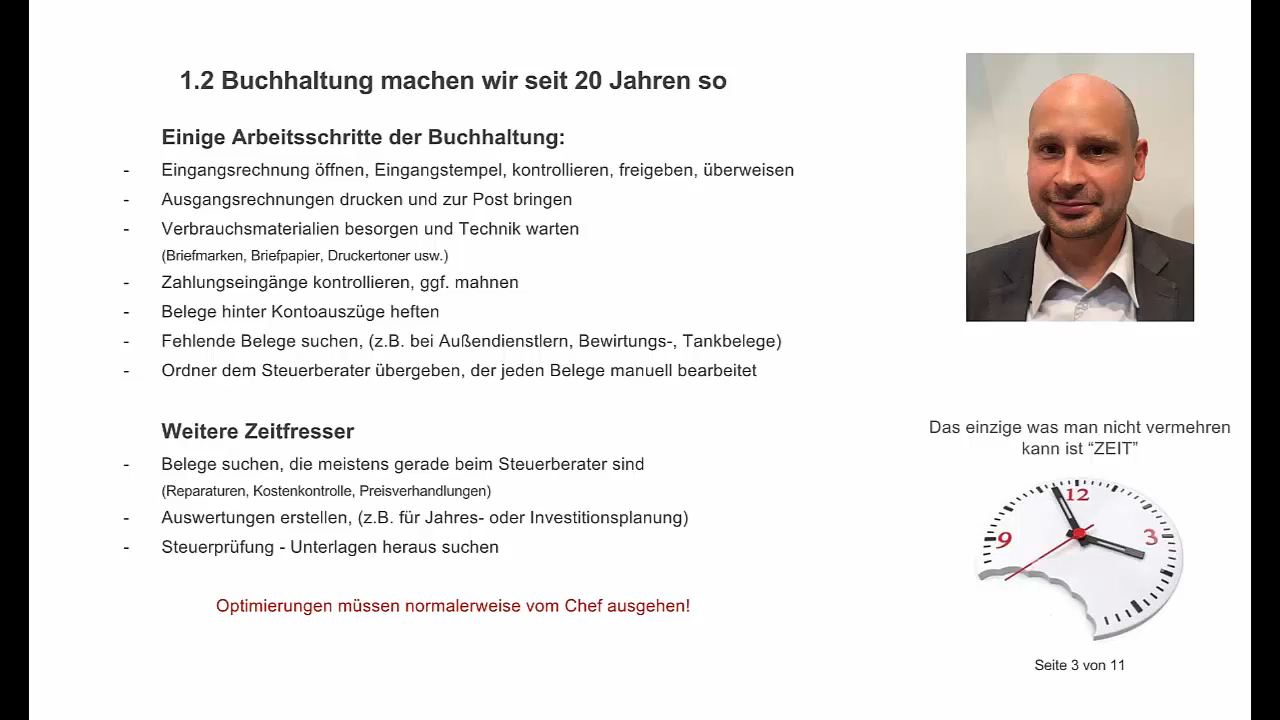 1.2 Buchhaltung machen wir seit 20 Jahren so
Einige Arbeitsschritte der Buchhaltung:
- Eingangsrechnung öffnen, Eingangstempel, kontrollieren, freigeben, überweisen
- Ausgangsrechnungen drucken und zur Post bringen
- Verbrauchsmaterialien besorgen und Technik warten
(Briefmarken, Briefpapier, Druckertoner usw.)
- Zahlungseingänge kontrollieren, ggf. mahnen
- Belege hinter Kontoauszüge heften
- Fehlende Belege suchen, (z.B. bei Außendienstlern, Bewirtungs-, Tankbelege)
- Ordner dem Steuerberater übergeben, der jeden Belege manuell bearbeitet
Weitere Zeitfresser
- Belege suchen, die meistens gerade beim Steuerberater sind
(Reparaturen, Kostenkontrolle, Preisverhandlungen)
- Auswertungen erstellen, (z.B. für Jahres- oder Investitionsplanung)
- Steuerprüfung - Unterlagen heraus suchen
Optimierungen müssen normalerweise vom Chef ausgehen!
Das einzige was man nicht vermehren
kann ist “ZEIT”
12
9
3
Seite 3 von 11